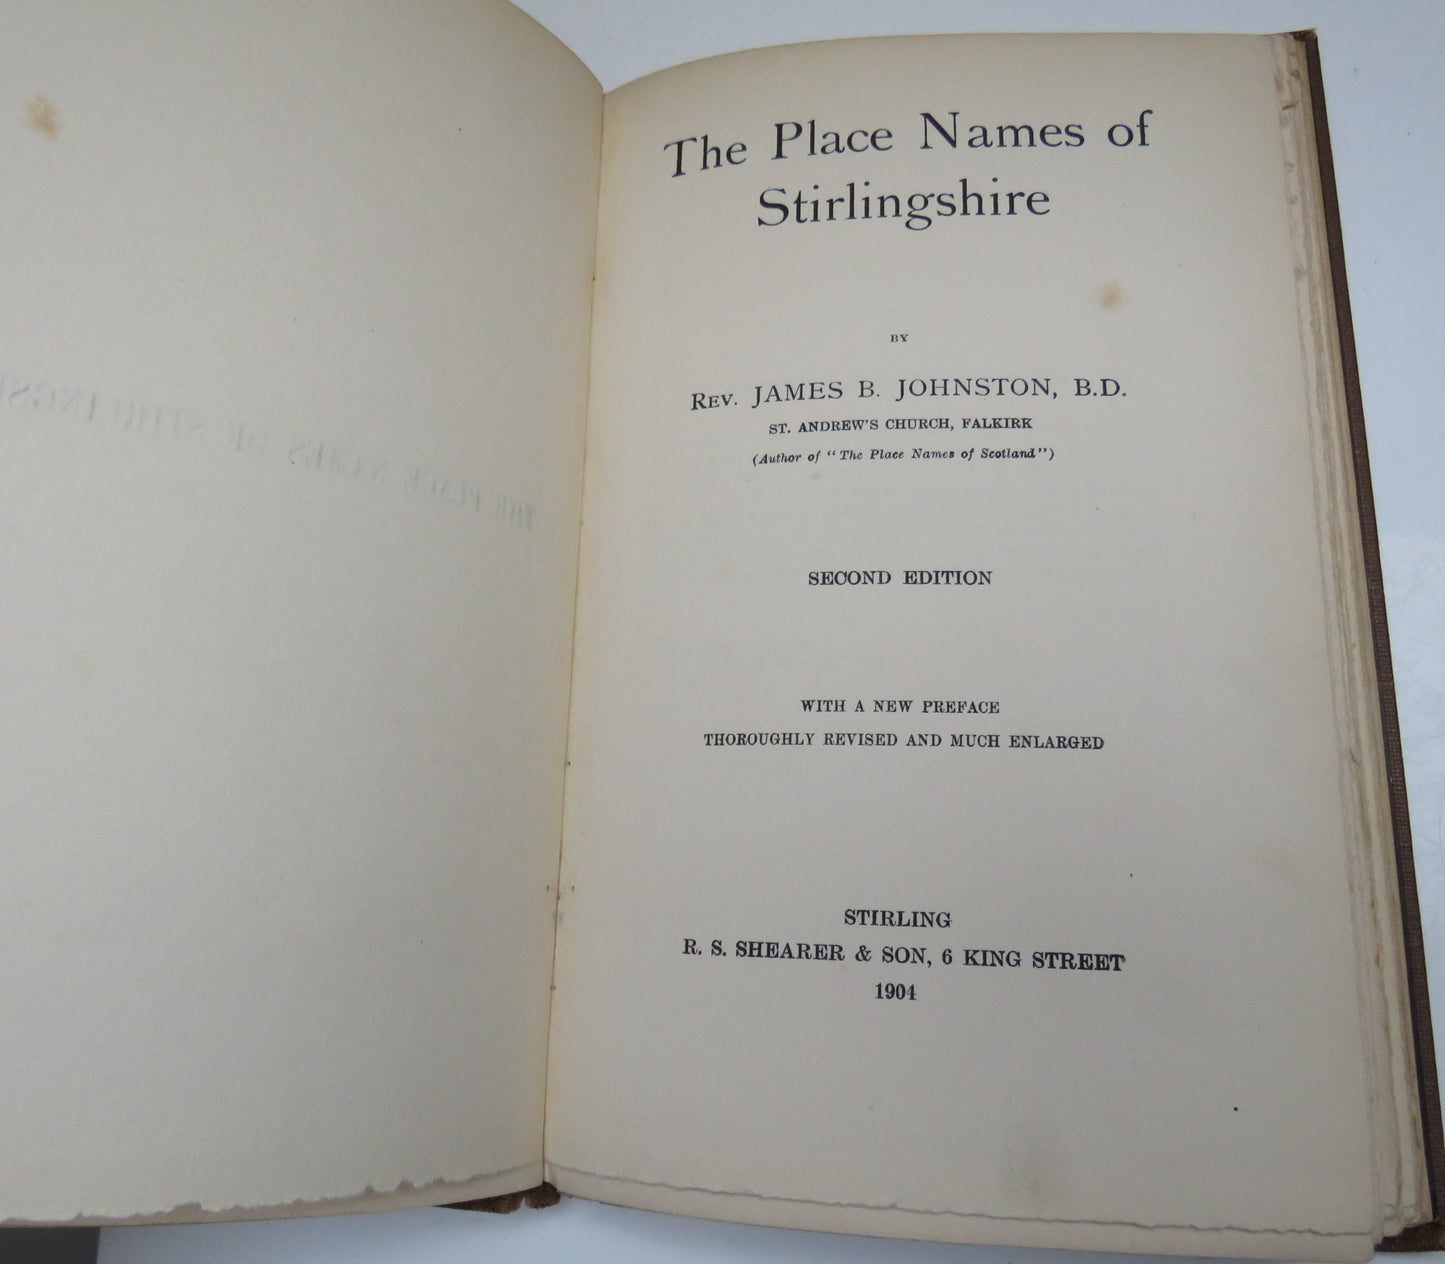 The Place Names of
Stirlingshire
BY
REV. JAMES B. JOHNSTON, B.D.
ST. ANDREW'S CHURCH, FALKIRK
(Author of "The Place Names of Scotland")
SECOND EDITION
WITH A NEW PREFACE
THOROUGHLY REVISED AND MUCH ENLARGED
STIRLING
R. S. SHEARER & SON, 6 KING STREET
1904